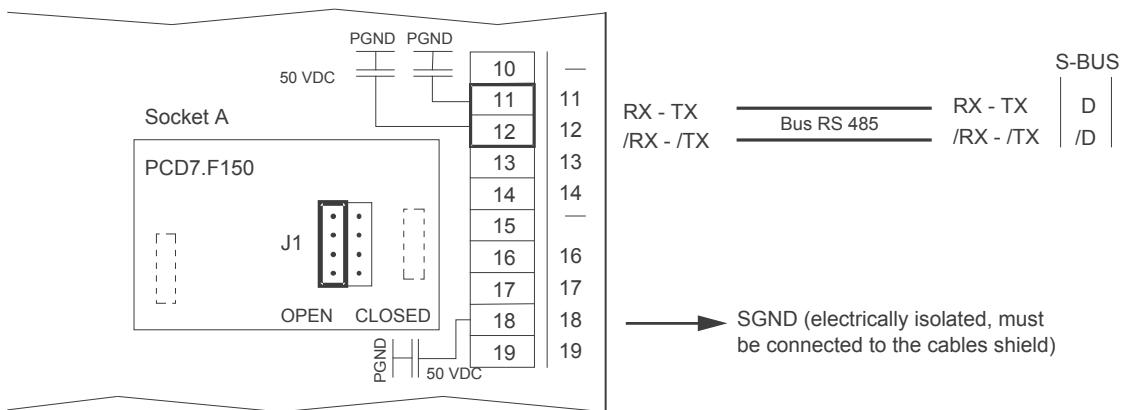 PGND PGND
50 VDC
Socket A
PCD7.F150
J1
OPEN CLOSED
PGND
50 VDC
10 —
11 11
12 12
13 13
14 14
15 —
16 16
17 17
18 18
19 19
S-BUS
RX - TX Bus RS 485 RX - TX D
/RX - /TX /RX - /TX /D
SGND (electrically isolated, must
be connected to the cables shield)